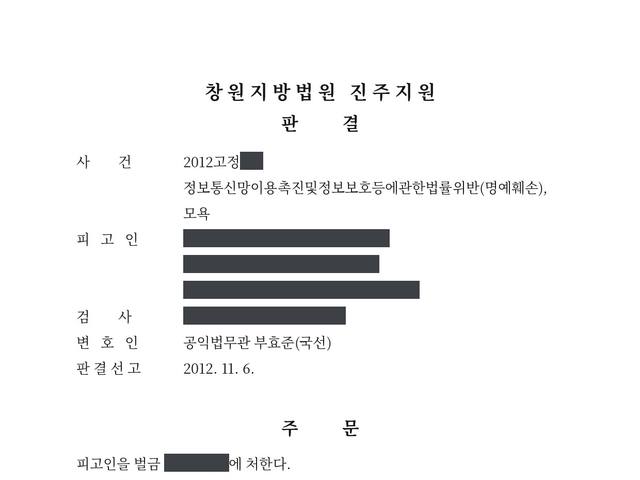 창원지방법원 진주지원
판 결
사 건 2012고정
정보통신망이용촉진및정보보호등에관한법률위반(명예훼손),
모욕
피 고 인
검 사
변 호 인 공익법무관 부효준(국선)
판 결 선 고 2012. 11. 6.
주 문
피고인을 벌금 에 처한다.